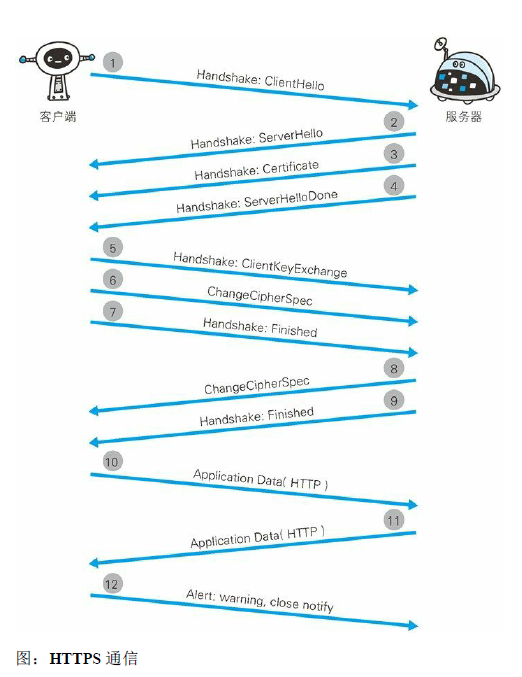 1
Handshake: ClientHello
客户端
服务器
2
Handshake: ServerHello
3
Handshake: Certificate
4
Handshake: ServerHelloDone
5
Handshake: ClientKeyExchange
6
ChangeCipherSpec
7
Handshake: Finished
8
ChangeCipherSpec
9
Handshake: Finished
10
Application Data( HTTP )
11
Application Data( HTTP )
12
Alert: warning, close notify
图：HTTPS 通信